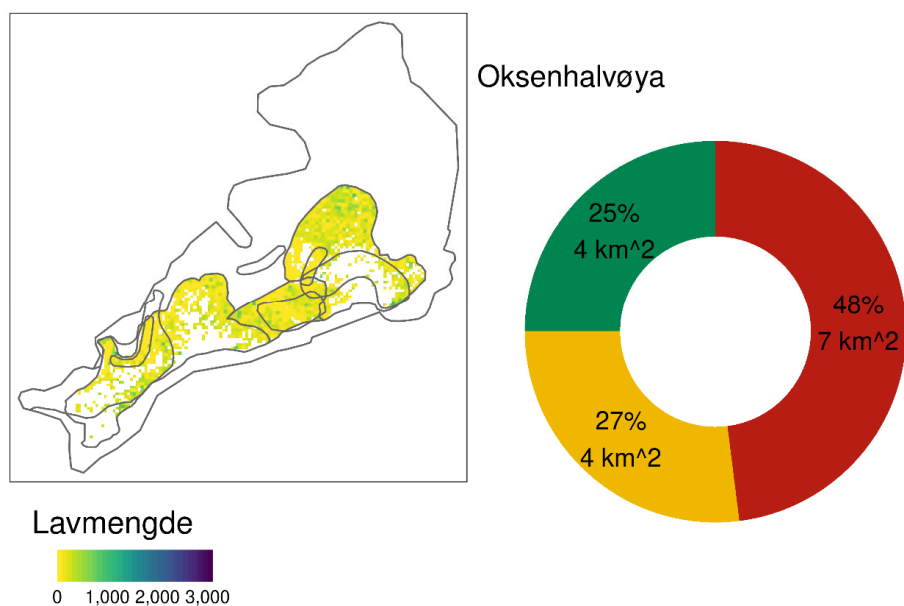 Oksenhalvøya
25%
4 km^2
48%
7 km^2
27%
4 km^2
Lavmengde
0 1,000 2,000 3,000